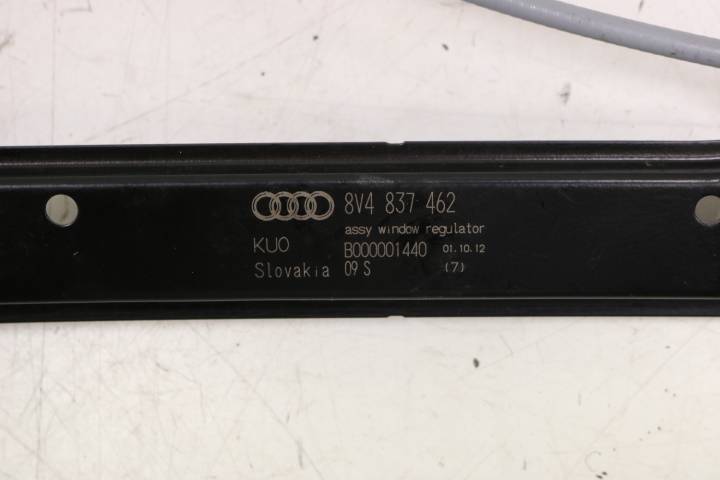 8V4 837 462
assy window regulator
KUO B000001440 01.10.12
Slovakia 09 S (7)